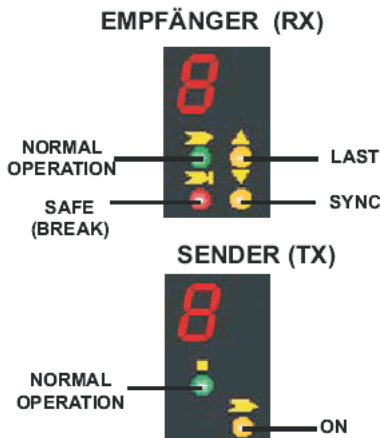 EMPFÄNGER (RX)
8
NORMAL
OPERATION
LAST
SAFE
(BREAK)
SYNC
SENDER (TX)
8
NORMAL
OPERATION
ON